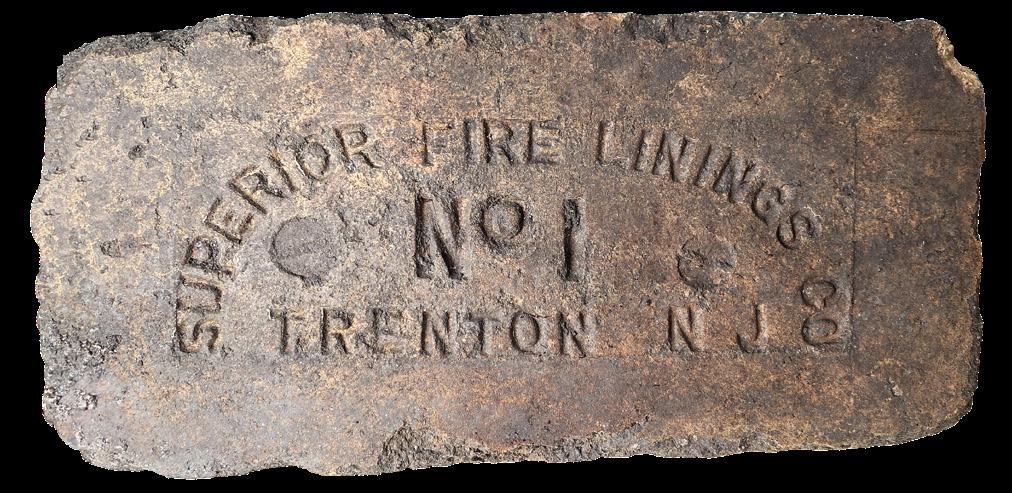 SUPERIOR FIRE LININGS CO
No 1
TRENTON N J